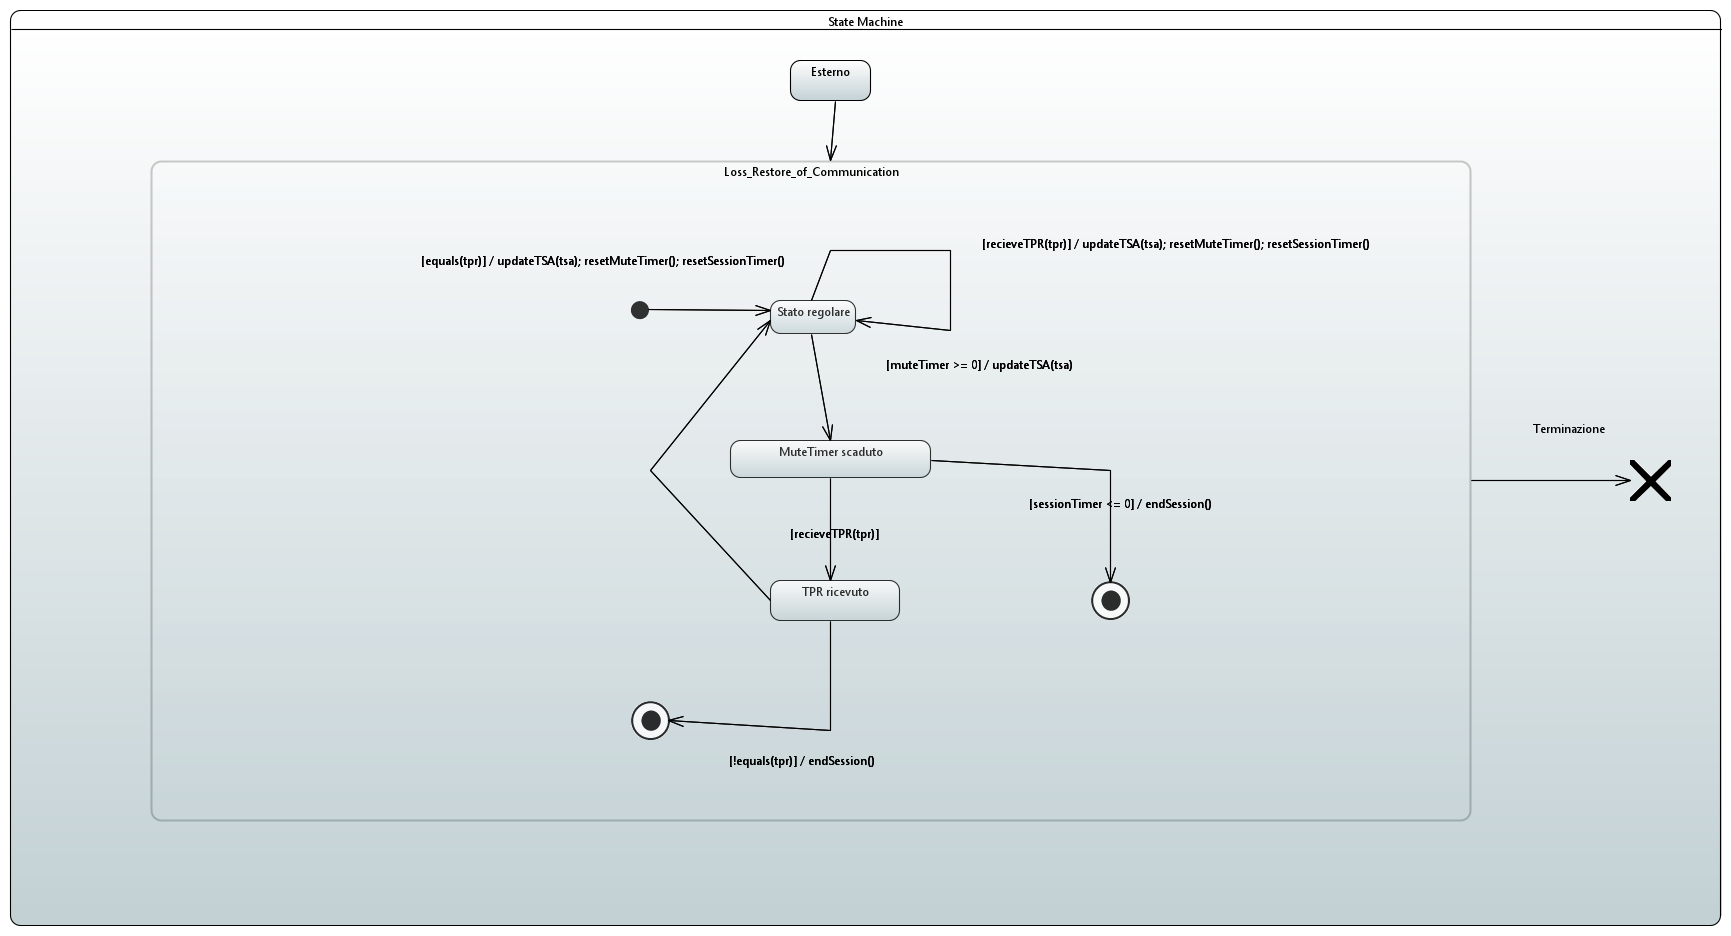 State Machine
Esterno
Loss_Restore_of_Communication
[recieveTPR(tpr)] / updateTSA(tsa); resetMuteTimer(); resetSessionTimer()
[equals(tpr)] / updateTSA(tsa); resetMuteTimer(); resetSessionTimer()
Stato regolare
[muteTimer >= 0] / updateTSA(tsa)
Terminazione
MuteTimer scaduto
[sessionTimer <= 0] / endSession()
[recieveTPR(tpr)]
TPR ricevuto
[!equals(tpr)] / endSession()